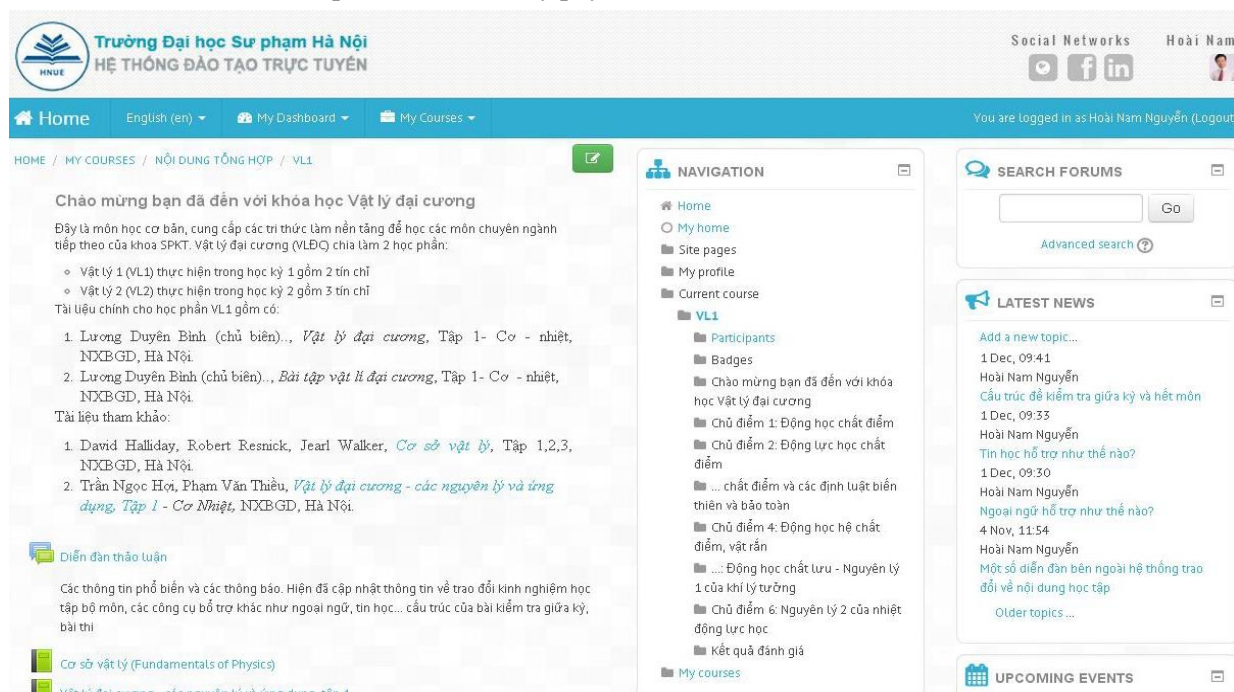 HNUE
Trường Đại học Sư phạm Hà Nội
HỆ THỐNG ĐÀO TẠO TRỰC TUYẾN
Social Networks
Hoài Nam
Home
English (en)
My Dashboard
My Courses
You are logged in as Hoài Nam Nguyễn (Logout
HOME / MY COURSES / NỘI DUNG TỔNG HỢP / VL1
Chào mừng bạn đã đến với khóa học Vật lý đại cương
Đây là môn học cơ bản, cung cấp các tri thức làm nền tảng để học các môn chuyên ngành
tiếp theo của khoa SPKT. Vật lý đại cương (VLĐC) chia làm 2 học phần:
Vật lý 1 (VL1) thực hiện trong học kỳ 1 gồm 2 tín chỉ
Vật lý 2 (VL2) thực hiện trong học kỳ 2 gồm 3 tín chỉ
Tài liệu chính cho học phần VL1 gồm có:
1. Lương Duyên Bình (chủ biên).., Vật lý đại cương, Tập 1- Cơ - nhiệt,
NXBGD, Hà Nội.
2. Lương Duyên Bình (chủ biên).., Bài tập vật lí đại cương, Tập 1- Cơ - nhiệt,
NXBGD, Hà Nội.
Tài liệu tham khảo:
1. David Halliday, Robert Resnick, Jearl Walker, Cơ sở vật lý, Tập 1,2,3,
NXBGD, Hà Nội.
2. Trần Ngọc Hợi, Phạm Văn Thiều, Vật lý đại cương - các nguyên lý và ứng
dụng, Tập 1 - Cơ Nhiệt, NXBGD, Hà Nội.
Diễn đàn thảo luận
Các thông tin phổ biến và các thông báo. Hiện đã cập nhật thông tin về trao đổi kinh nghiệm học
tập bộ môn, các công cụ bổ trợ khác như ngoại ngữ, tin học... cấu trúc của bài kiểm tra giữa kỳ,
bài thi
Cơ sở vật lý (Fundamentals of Physics)
NAVIGATION
Home
My home
Site pages
My profile
Current course
VL1
Participants
Badges
Chào mừng bạn đã đến với khóa
học Vật lý đại cương
Chủ điểm 1: Động học chất điểm
Chủ điểm 2: Động lực học chất
điểm
... chất điểm và các định luật biến
thiên và bảo toàn
Chủ điểm 4: Động học hệ chất
điểm, vật rắn
...: Động học chất lưu - Nguyên lý
1 của khí lý tưởng
Chủ điểm 6: Nguyên lý 2 của nhiệt
động lực học
Kết quả đánh giá
My courses
SEARCH FORUMS
Go
Advanced search
LATEST NEWS
Add a new topic...
1 Dec, 09:41
Hoài Nam Nguyễn
Cấu trúc đề kiểm tra giữa kỳ và hết môn
1 Dec, 09:33
Hoài Nam Nguyễn
Tin học hỗ trợ như thế nào?
1 Dec, 09:30
Hoài Nam Nguyễn
Ngoại ngữ hỗ trợ như thế nào?
4 Nov, 11:54
Hoài Nam Nguyễn
Một số diễn đàn bên ngoài hệ thống trao
đổi về nội dung học tập
Older topics ...
UPCOMING EVENTS